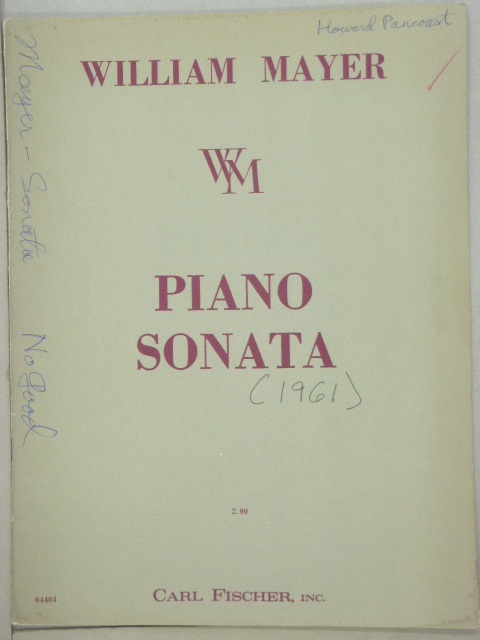 Howard Pancoast
WILLIAM MAYER
WM
PIANO
SONATA
(1961)
2.00
04404
CARL FISCHER, INC.
Mayer - Sonata No good